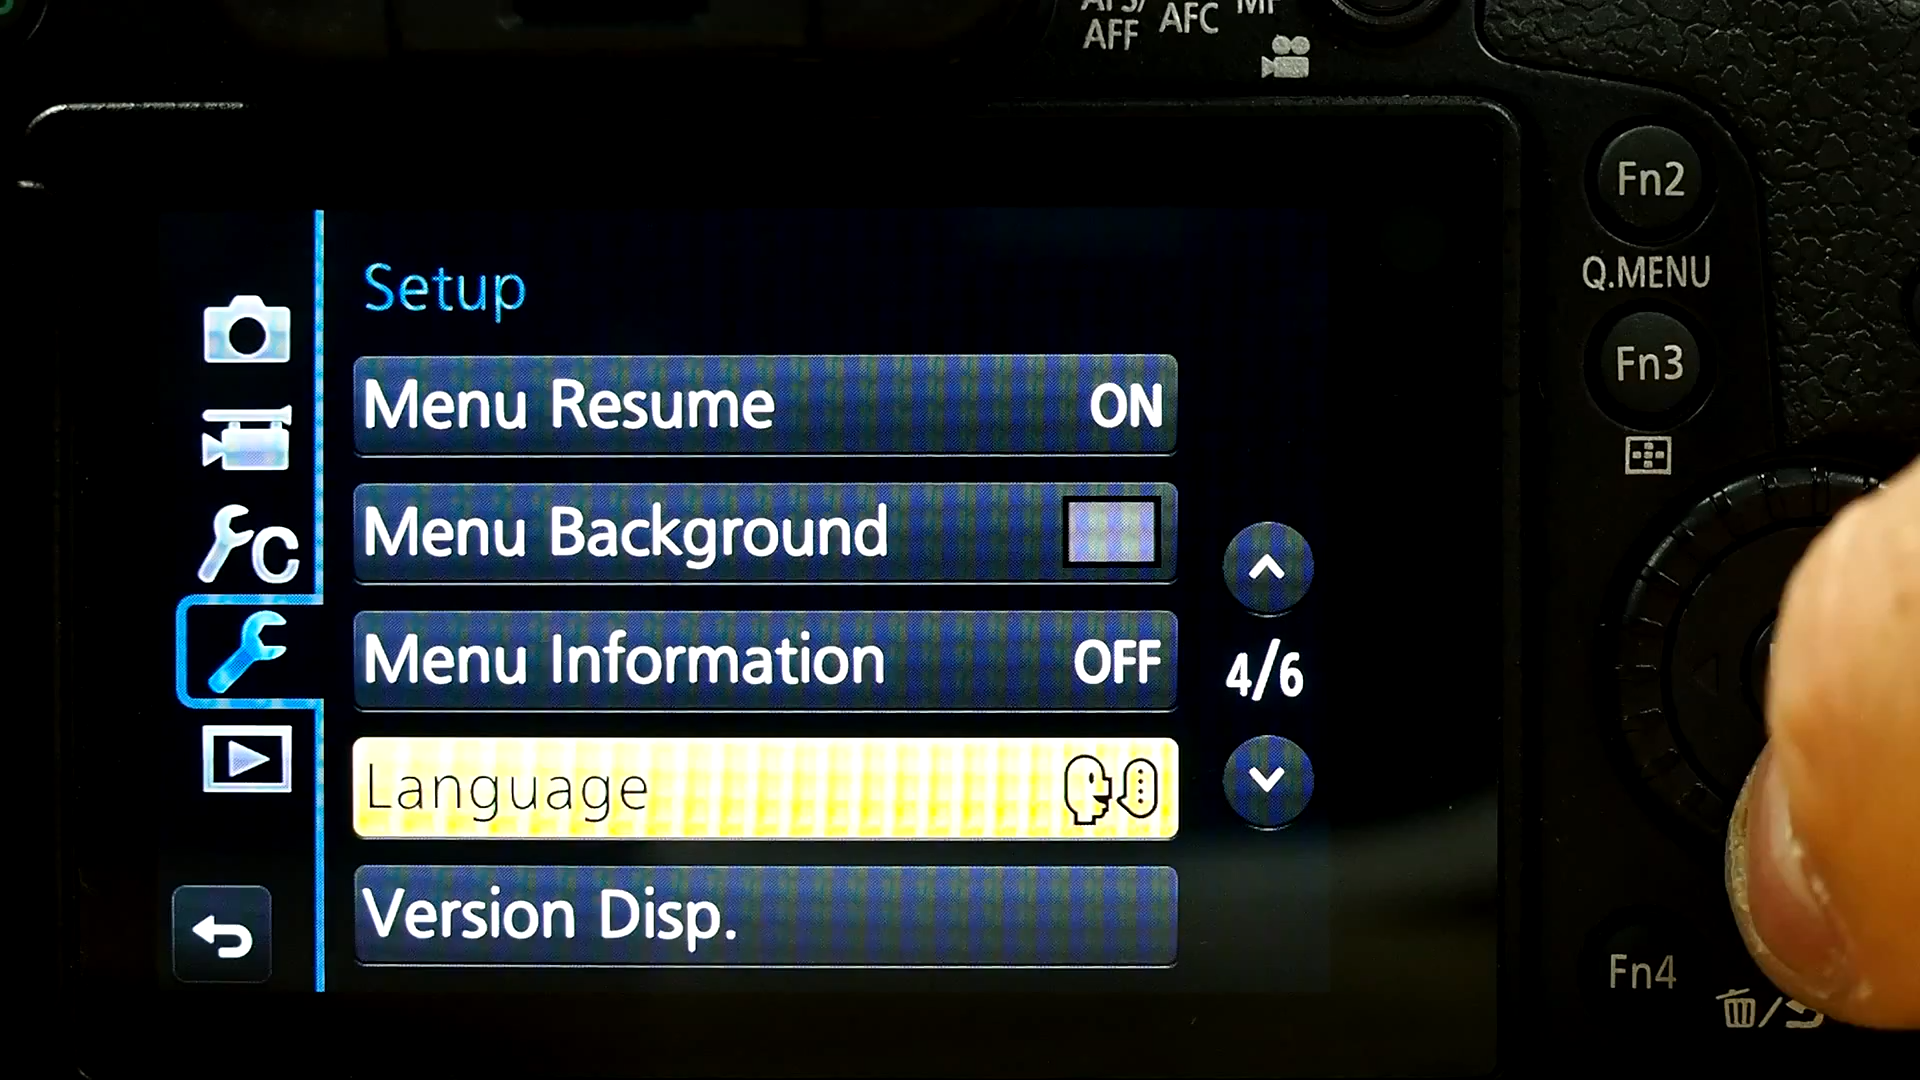 AFS/
AFF AFC MF
Fn2
Q.MENU
Fn3
Setup
Menu Resume ON
Menu Background
Menu Information OFF
4/6
Language
Version Disp.
C
Fn4